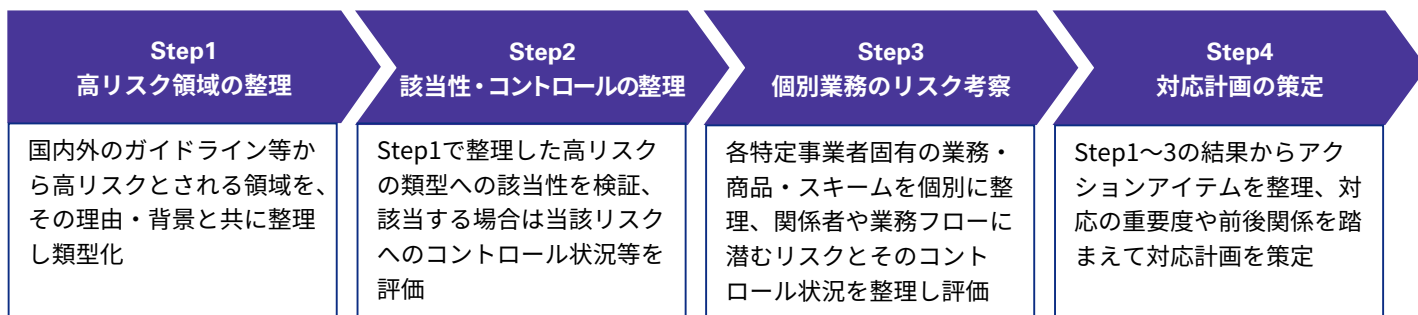 Step1
高リスク領域の整理
国内外のガイドライン等か
ら高リスクとされる領域を、
その理由・背景と共に整理
し類型化
Step2
該当性・コントロールの整理
Step1で整理した高リスク
の類型への該当性を検証、
該当する場合は当該リスク
へのコントロール状況等を
評価
Step3
個別業務のリスク考察
各特定事業者固有の業務・
商品・スキームを個別に整
理、関係者や業務フローに
潜むリスクとそのコント
ロール状況を整理し評価
Step4
対応計画の策定
Step1～3の結果からアク
ションアイテムを整理、対
応の重要度や前後関係を踏
まえて対応計画を策定